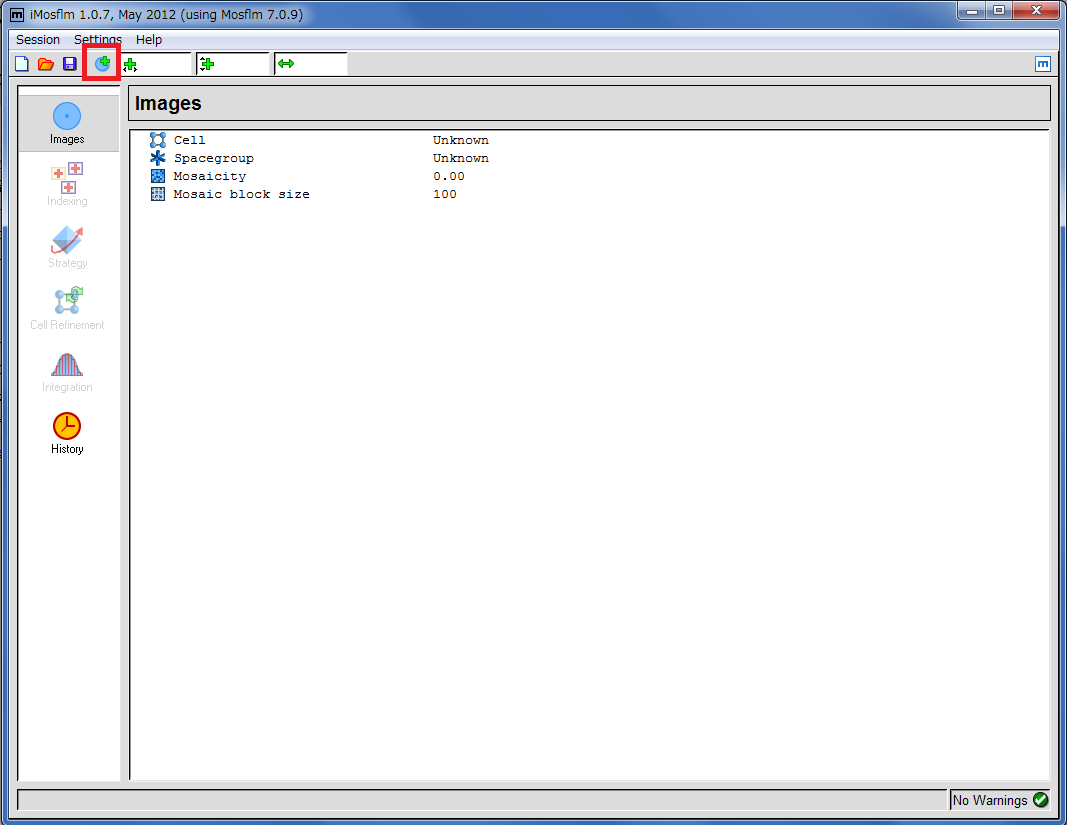 iMosflm 1.0.7, May 2012 (using Mosflm 7.0.9)
Session Settings Help
Images
Images
Cell Unknown
Spacegroup Unknown
Mosaicity 0.00
Mosaic block size 100
Indexing
Strategy
Cell Refinement
Integration
History
No Warnings